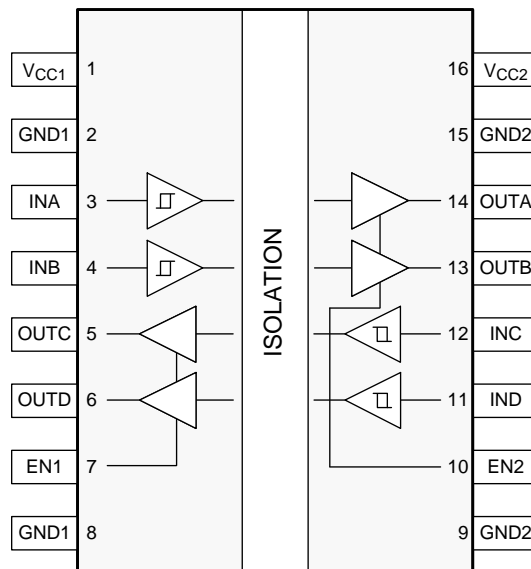 VCC1 1 16 VCC2
GND1 2 15 GND2
INA 3 14 OUTA
INB 4 13 OUTB
ISOLATION
OUTC 5 12 INC
OUTD 6 11 IND
EN1 7 10 EN2
GND1 8 9 GND2